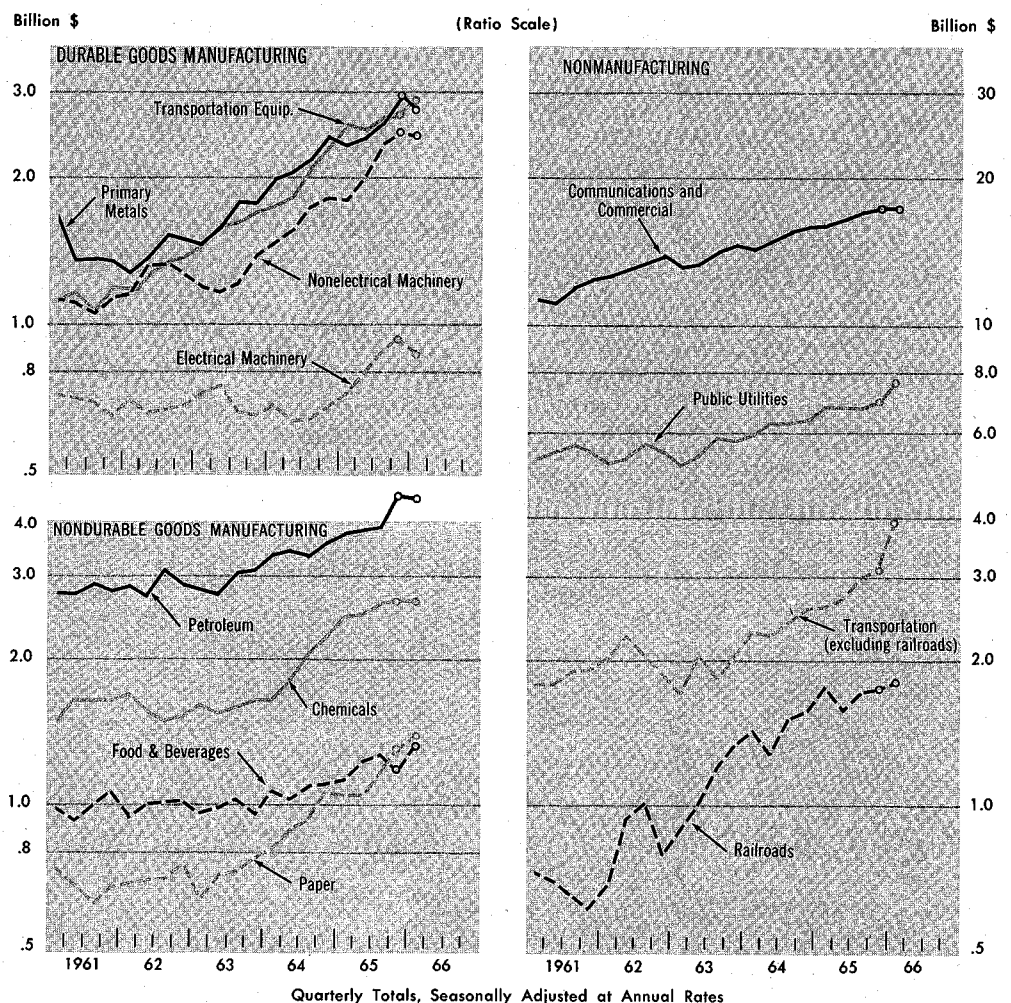 Billion $
(Ratio Scale)
Billion $
DURABLE GOODS MANUFACTURING
3.0
Transportation Equip.
2.0
Primary
Metals
Nonelectrical Machinery
1.0
Electrical Machinery
.8
.5
4.0
NONDURABLE GOODS MANUFACTURING
3.0
Petroleum
2.0
Chemicals
Food & Beverages
1.0
.8
Paper
.5
1961 62 63 64 65 66
NONMANUFACTURING
30
20
Communications and
Commercial
10
8.0
Public Utilities
6.0
4.0
3.0
Transportation
(excluding railroads)
2.0
1.0
Railroads
.5
1961 62 63 64 65 66
Quarterly Totals, Seasonally Adjusted at Annual Rates